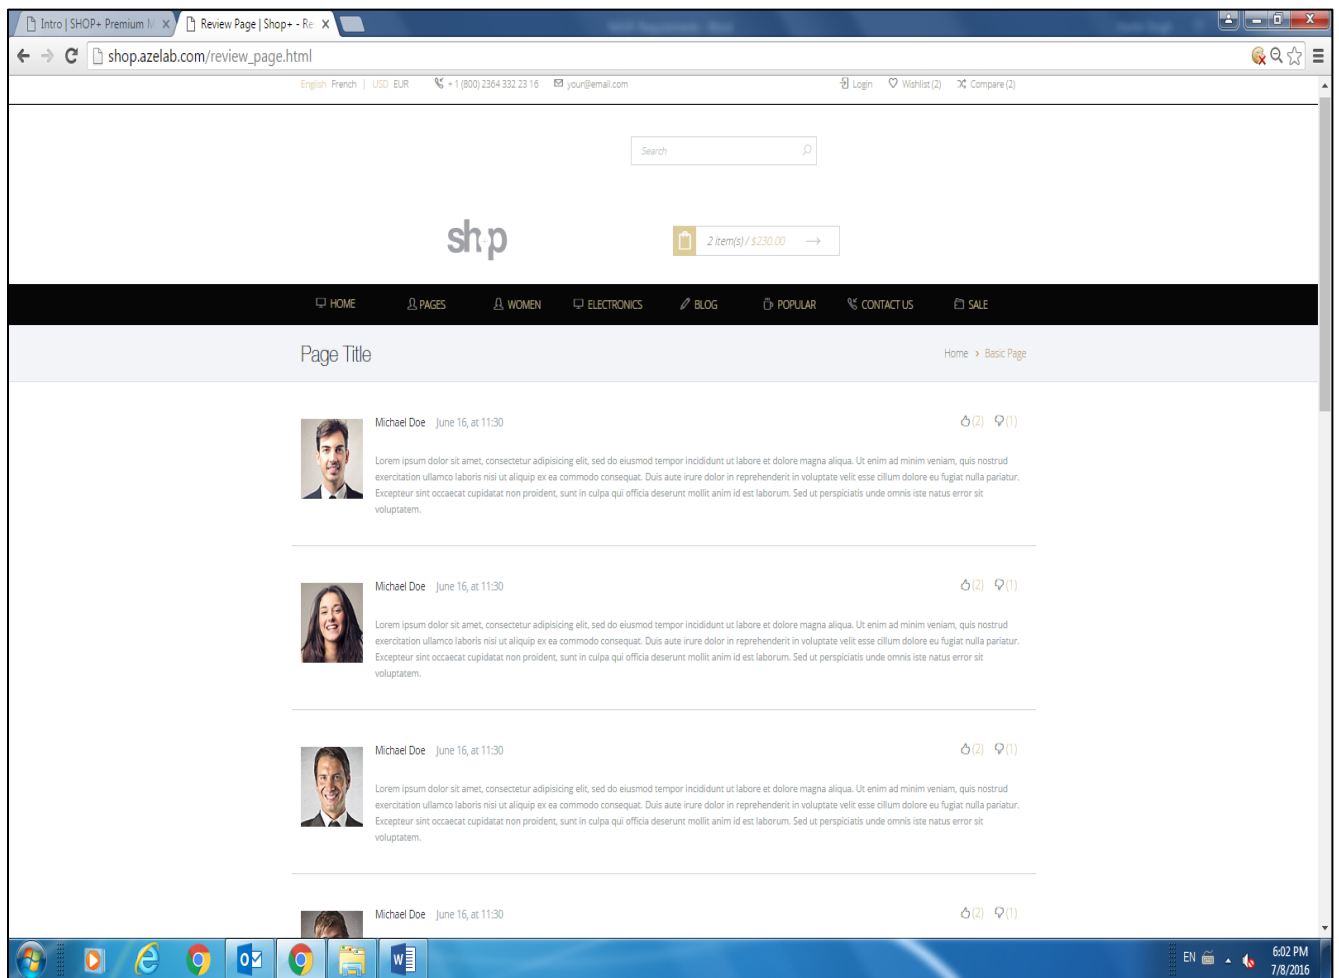 Intro | SHOP+ Premium M
Review Page | Shop+ - Re
shop.azelab.com/review_page.html
English French | USD EUR + 1 (800) 2364 332 23 16 your@email.com Login Wishlist (2) Compare (2)
Search
sh+p
2 item(s) / $230.00
HOME PAGES WOMEN ELECTRONICS BLOG POPULAR CONTACT US SALE
Page Title
Home > Basic Page
Michael Doe June 16, at 11:30 (2) (1)
Lorem ipsum dolor sit amet, consectetur adipisicing elit, sed do eiusmod tempor incididunt ut labore et dolore magna aliqua. Ut enim ad minim veniam, quis nostrud
exercitation ullamco laboris nisi ut aliquip ex ea commodo consequat. Duis aute irure dolor in reprehenderit in voluptate velit esse cillum dolore eu fugiat nulla pariatur.
Excepteur sint occaecat cupidatat non proident, sunt in culpa qui officia deserunt mollit anim id est laborum. Sed ut perspiciatis unde omnis iste natus error sit
voluptatem.
Michael Doe June 16, at 11:30 (2) (1)
Lorem ipsum dolor sit amet, consectetur adipisicing elit, sed do eiusmod tempor incididunt ut labore et dolore magna aliqua. Ut enim ad minim veniam, quis nostrud
exercitation ullamco laboris nisi ut aliquip ex ea commodo consequat. Duis aute irure dolor in reprehenderit in voluptate velit esse cillum dolore eu fugiat nulla pariatur.
Excepteur sint occaecat cupidatat non proident, sunt in culpa qui officia deserunt mollit anim id est laborum. Sed ut perspiciatis unde omnis iste natus error sit
voluptatem.
Michael Doe June 16, at 11:30 (2) (1)
Lorem ipsum dolor sit amet, consectetur adipisicing elit, sed do eiusmod tempor incididunt ut labore et dolore magna aliqua. Ut enim ad minim veniam, quis nostrud
exercitation ullamco laboris nisi ut aliquip ex ea commodo consequat. Duis aute irure dolor in reprehenderit in voluptate velit esse cillum dolore eu fugiat nulla pariatur.
Excepteur sint occaecat cupidatat non proident, sunt in culpa qui officia deserunt mollit anim id est laborum. Sed ut perspiciatis unde omnis iste natus error sit
voluptatem.
Michael Doe June 16, at 11:30 (2) (1)
EN
6:02 PM
7/8/2016